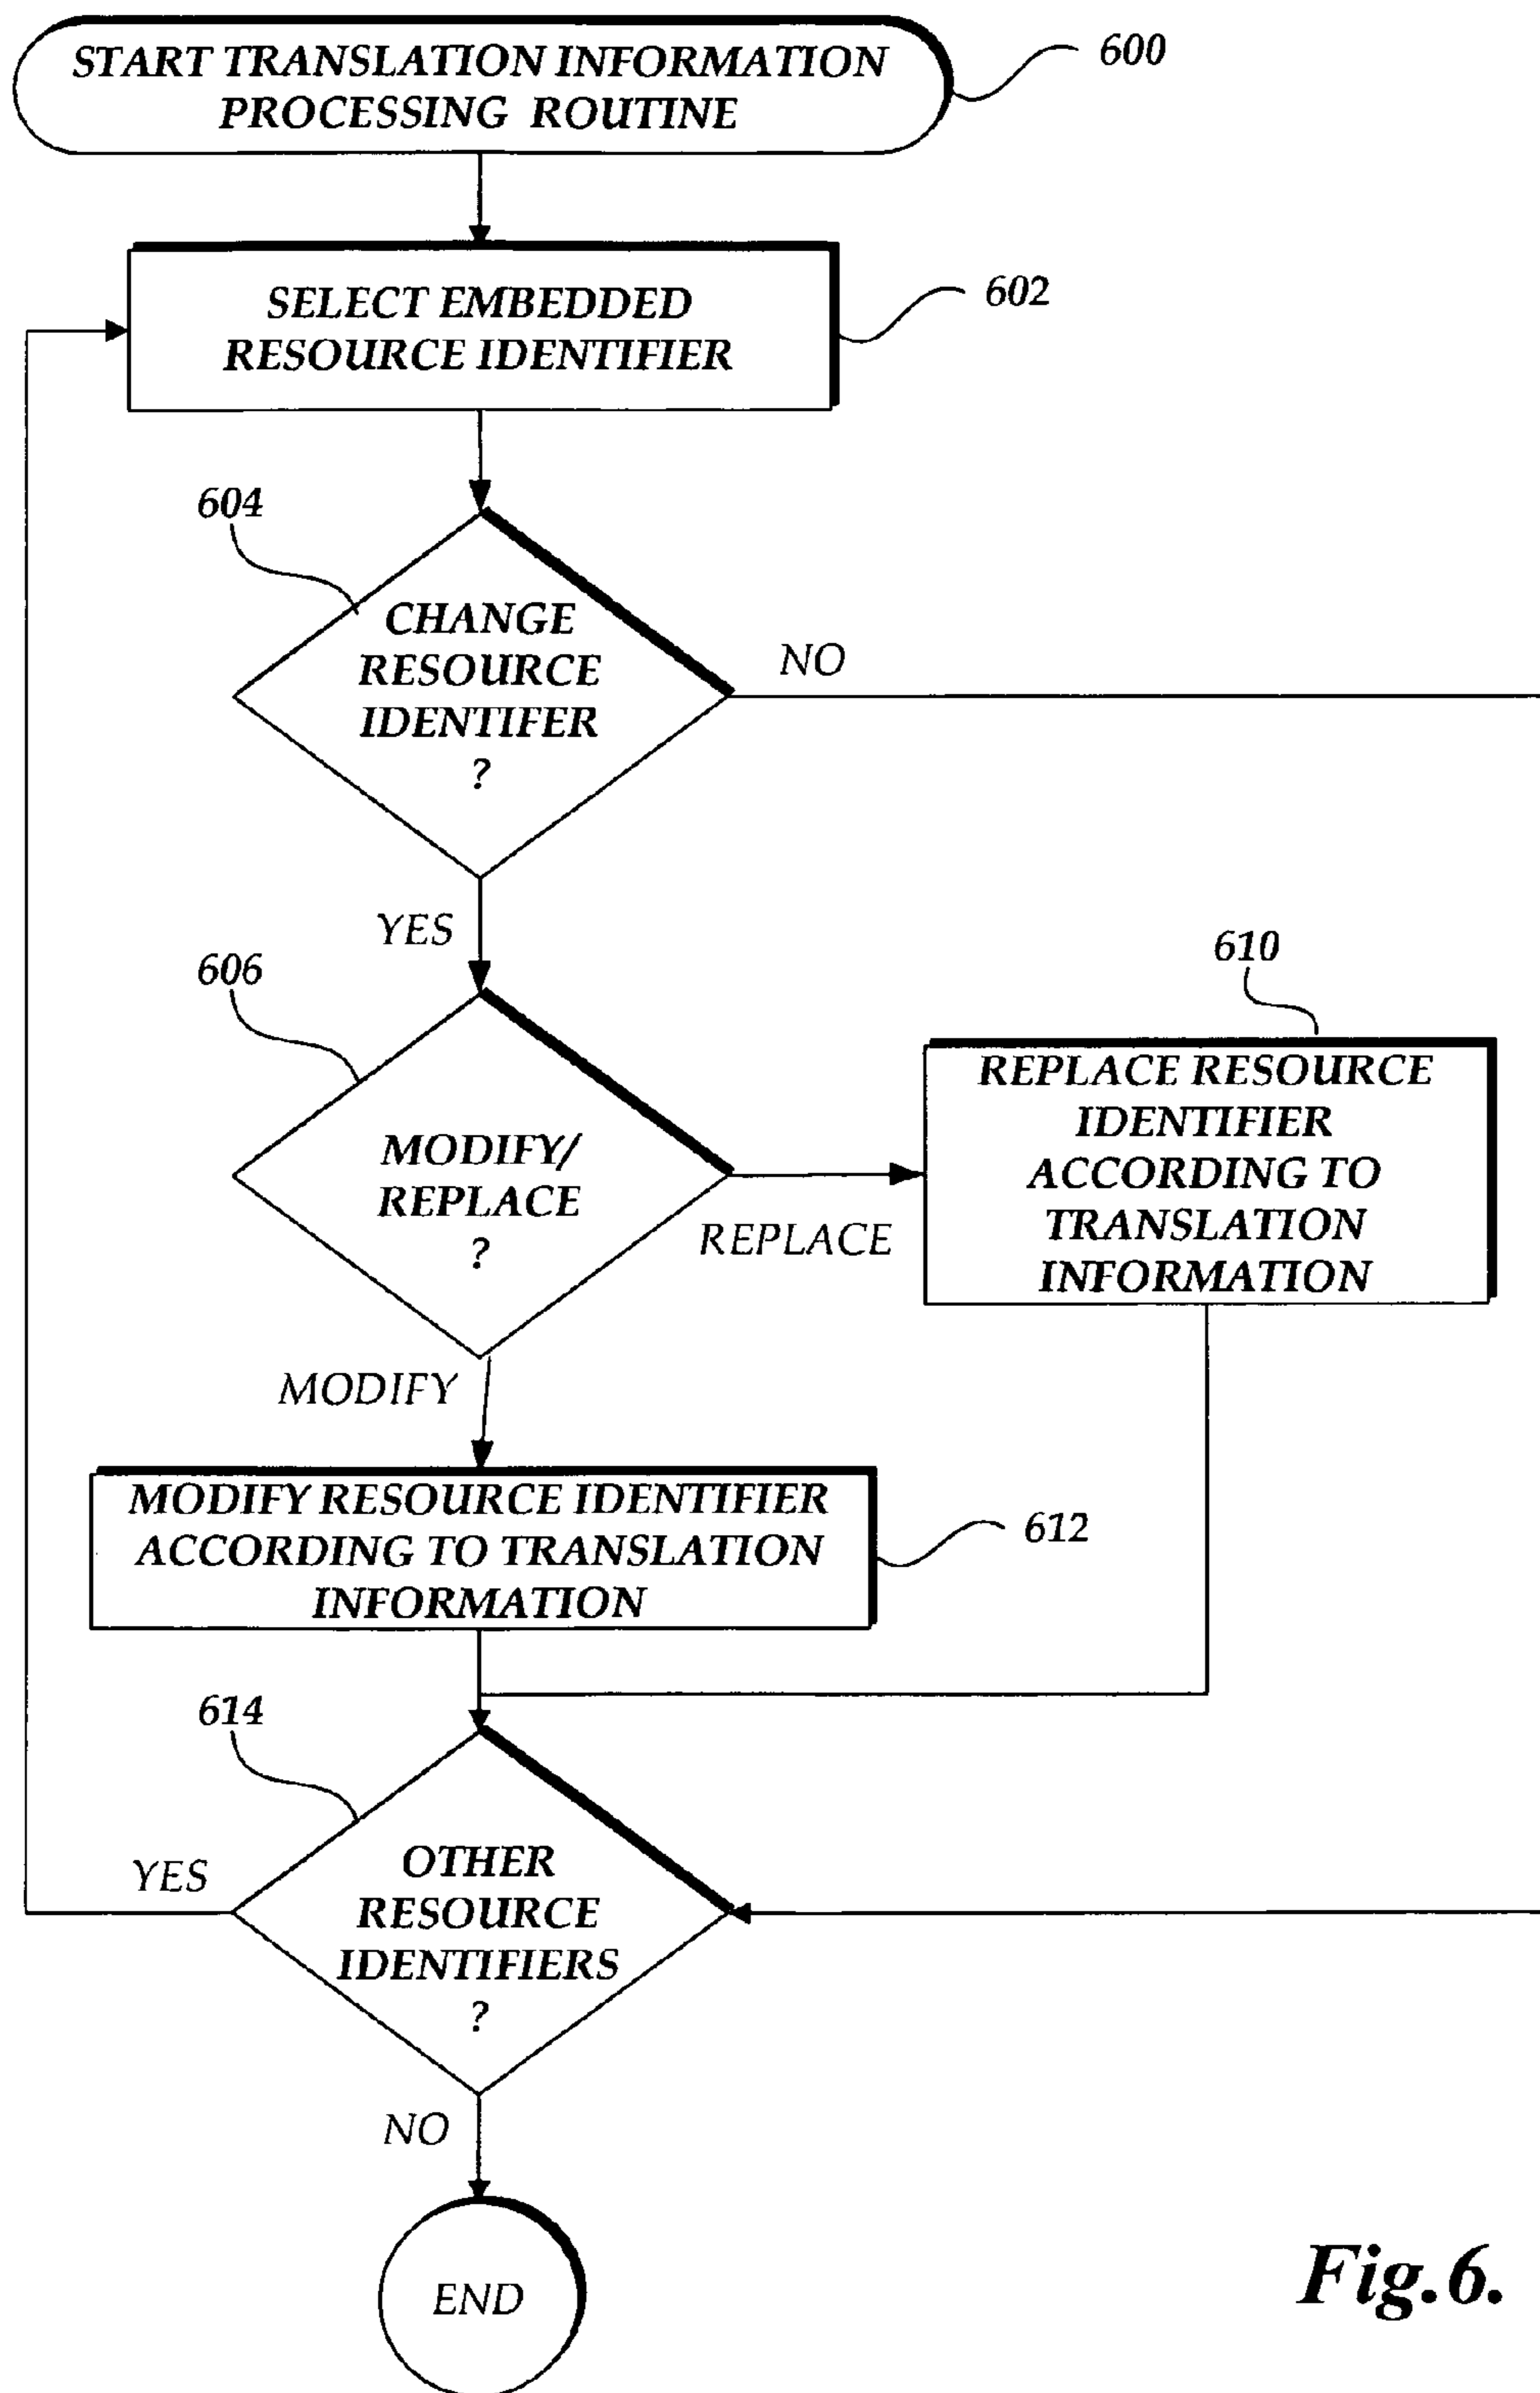 START TRANSLATION INFORMATION
PROCESSING ROUTINE
600
SELECT EMBEDDED
RESOURCE IDENTIFIER
602
604
CHANGE
RESOURCE
IDENTIFER
?
NO
YES
606
MODIFY/
REPLACE
?
REPLACE
610
REPLACE RESOURCE
IDENTIFIER
ACCORDING TO
TRANSLATION
INFORMATION
MODIFY
MODIFY RESOURCE IDENTIFIER
ACCORDING TO TRANSLATION
INFORMATION
612
614
OTHER
RESOURCE
IDENTIFIERS
?
YES
NO
END
Fig.6.